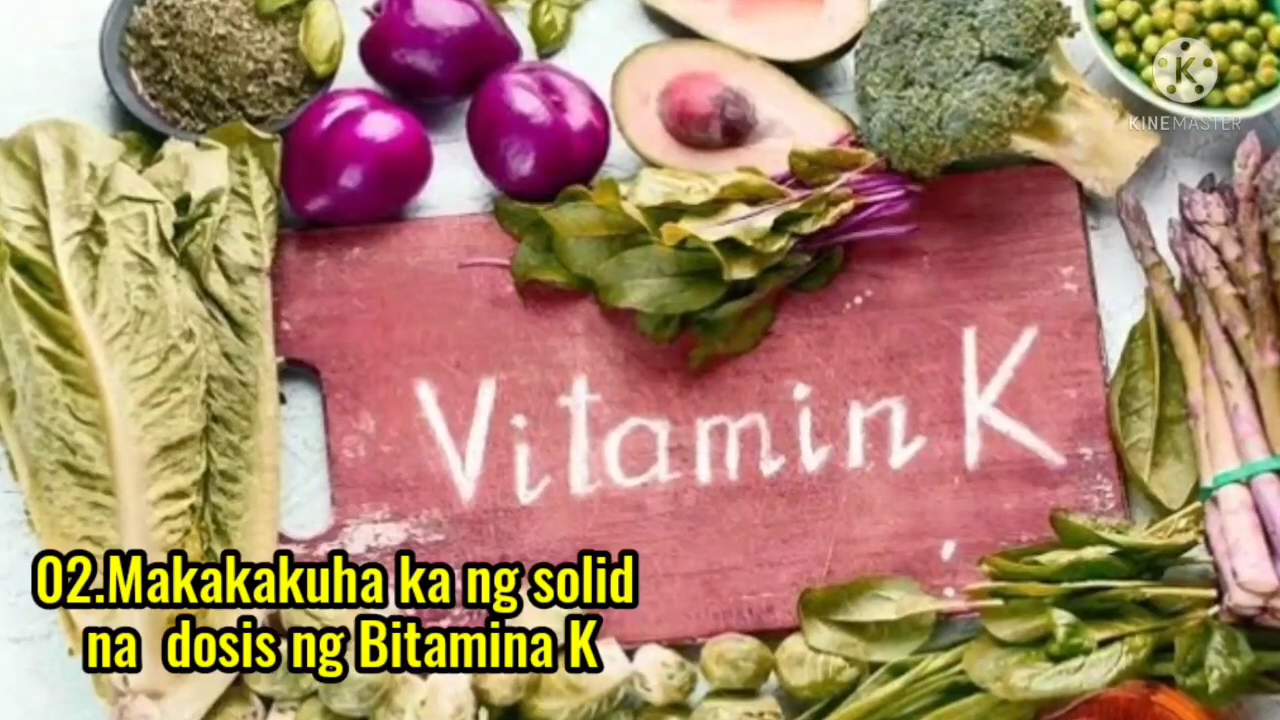 KINEMASTER
Vitamin K
02.Makakakuha ka ng solid
na dosis ng Bitamina K